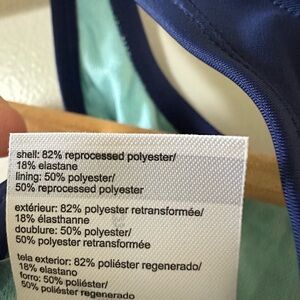 shell: 82% reprocessed polyester/
18% elastane
lining: 50% polyester/
50% reprocessed polyester
extérieur: 82% polyester retransformée/
18% élasthanne
doublure: 50% polyester/
50% polyester retransformée
tela exterior: 82% poliéster regenerado/
18% elastano
forro: 50% poliéster/
50% poliéster regenerado